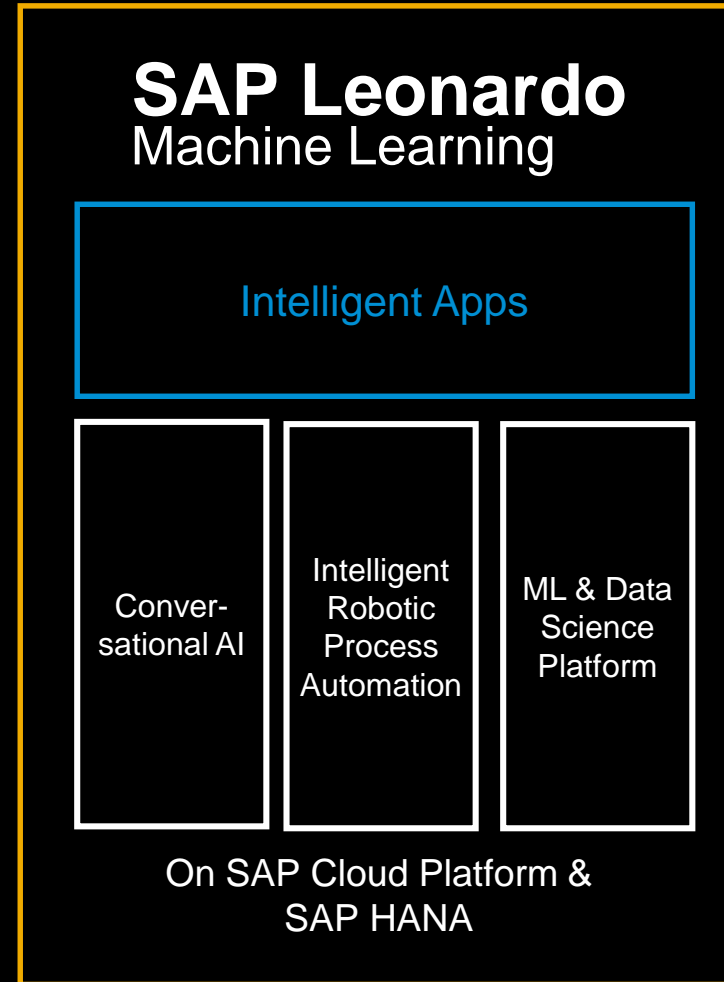 SAP Leonardo
Machine Learning
Intelligent Apps
Conver-
sational AI
Intelligent
Robotic
Process
Automation
ML & Data
Science
Platform
On SAP Cloud Platform &
SAP HANA